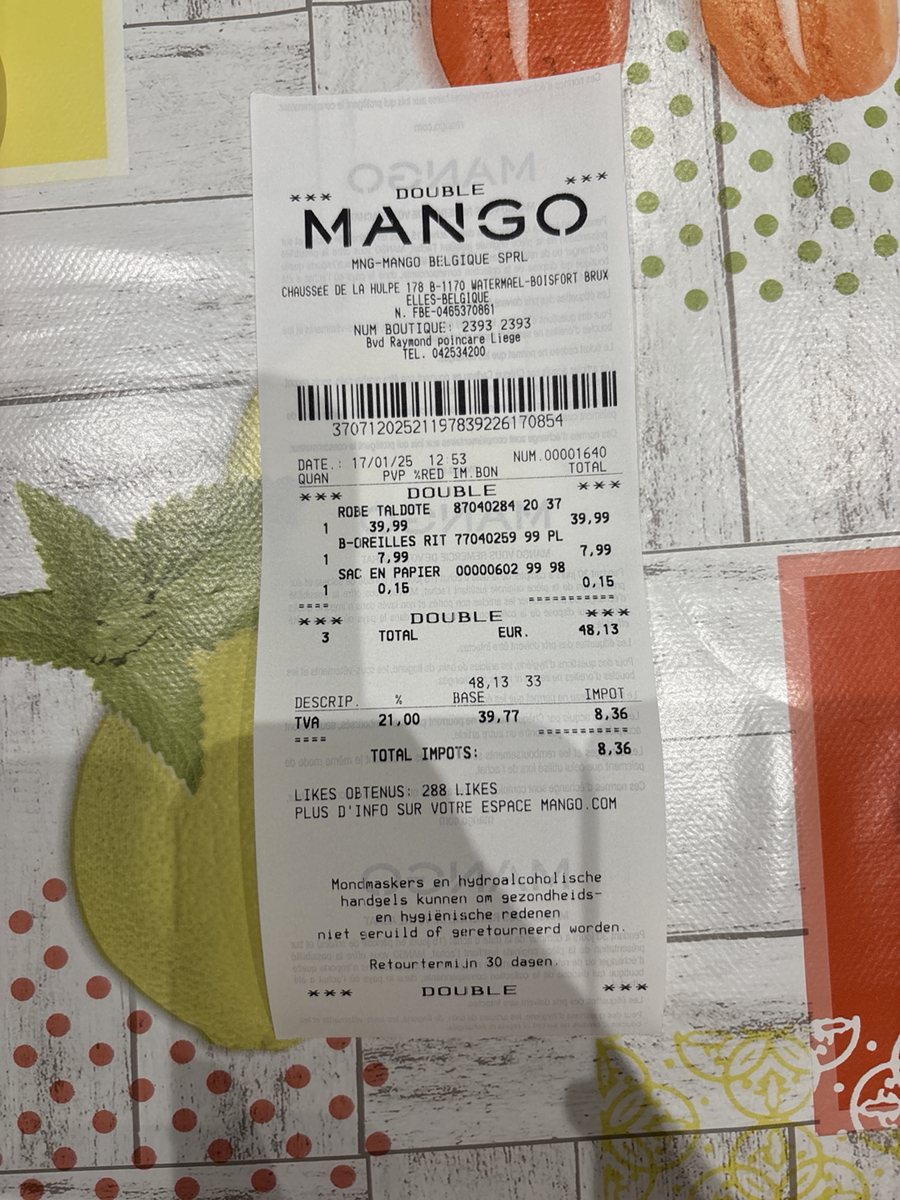 *** DOUBLE ***
MANGO
MNG-MANGO BELGIQUE SPRL
CHAUSSéE DE LA HULPE 178 B-1170 WATERMAEL-BOISFORT BRUX
ELLES-BELGIQUE
N. FBE-0465370861
NUM BOUTIQUE: 2393 2393
Bvd Raymond poincare Liege
TEL. 042534200
37071202521197839226170854
DATE.: 17/01/25 12 53 NUM.00001640
QUAN PVP %RED IM.BON TOTAL
*** DOUBLE ***
ROBE TALDOTE 87040284 20 37
1 39,99 39,99
B-OREILLES RIT 77040259 99 PL
1 7,99 7,99
SAC EN PAPIER 00000602 99 98
1 0,15 0,15
==== ===========
*** DOUBLE ***
3 TOTAL EUR. 48,13
48,13 33
DESCRIP. % BASE IMPOT
TVA 21,00 39,77 8,36
==== ===========
TOTAL IMPOTS: 8,36
LIKES OBTENUS: 288 LIKES
PLUS D'INFO SUR VOTRE ESPACE MANGO.COM
Mondmaskers en hydroalcoholische
handgels kunnen om gezondheids-
en hygiënische redenen
niet geruild of geretourneerd worden.
Retourtermijn 30 dagen.
*** DOUBLE ***